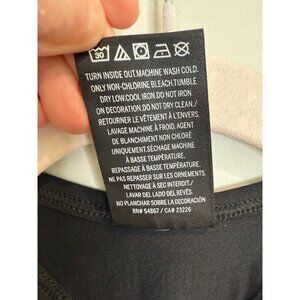 30
TURN INSIDE OUT.MACHINE WASH COLD.
ONLY NON-CHLORINE BLEACH.TUMBLE
DRY LOW.COOL IRON.DO NOT IRON
ON DECORATION.DO NOT DRY CLEAN./
RETOURNER LE VÊTEMENT À L'ENVERS.
LAVAGE MACHINE À FROID. AGENT
DE BLANCHIMENT NON CHLORÉ
UNIQUEMENT.SÉCHAGE MACHINE
À BASSE TEMPÉRATURE.
REPASSAGE À BASSE TEMPÉRATURE.
NE PAS REPASSER SUR LES ORNEMENTS.
NETTOYAGE À SEC INTERDIT./
LAVAR DEL LADO DEL REVÉS.
NO PLANCHAR SOBRE LA DECORACIÓN
RN# 54867 / CA# 23226